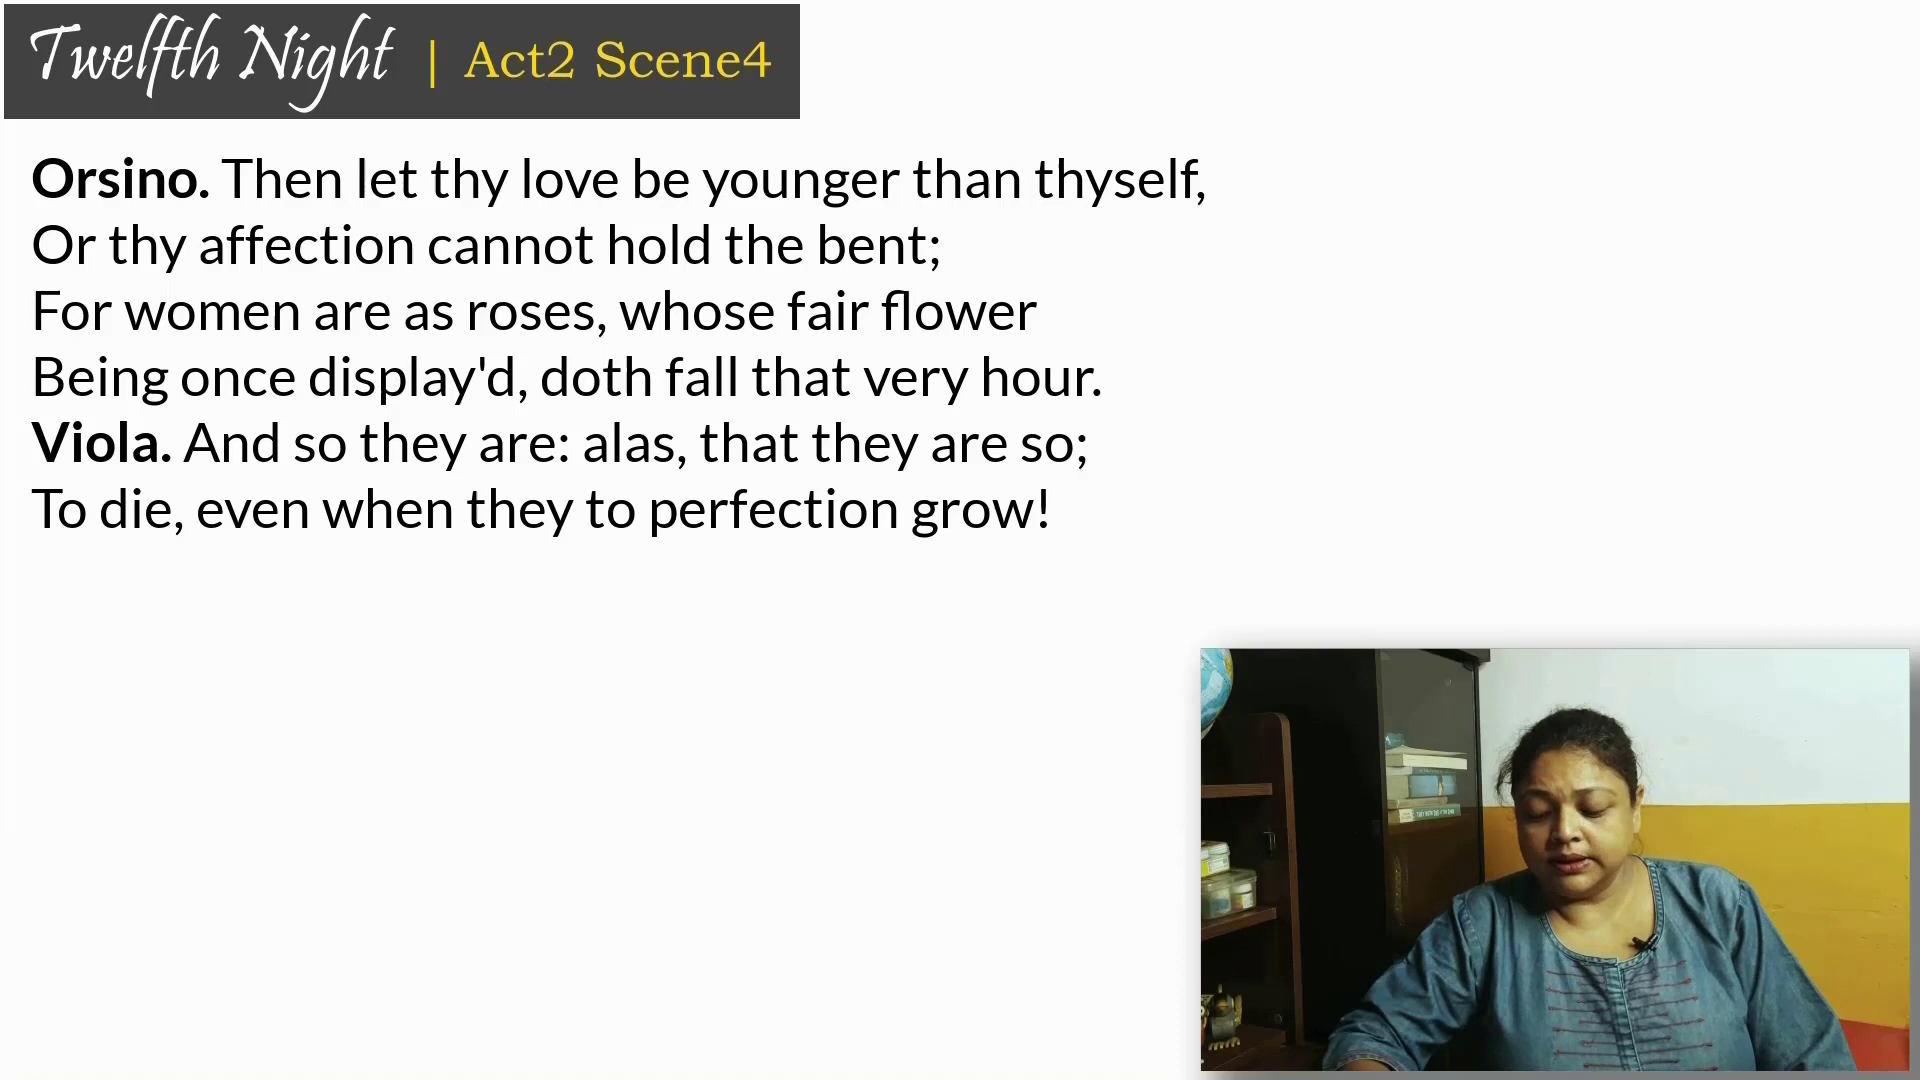 Twelfth Night | Act2 Scene4
Orsino. Then let thy love be younger than thyself,
Or thy affection cannot hold the bent;
For women are as roses, whose fair flower
Being once display'd, doth fall that very hour.
Viola. And so they are: alas, that they are so;
To die, even when they to perfection grow!